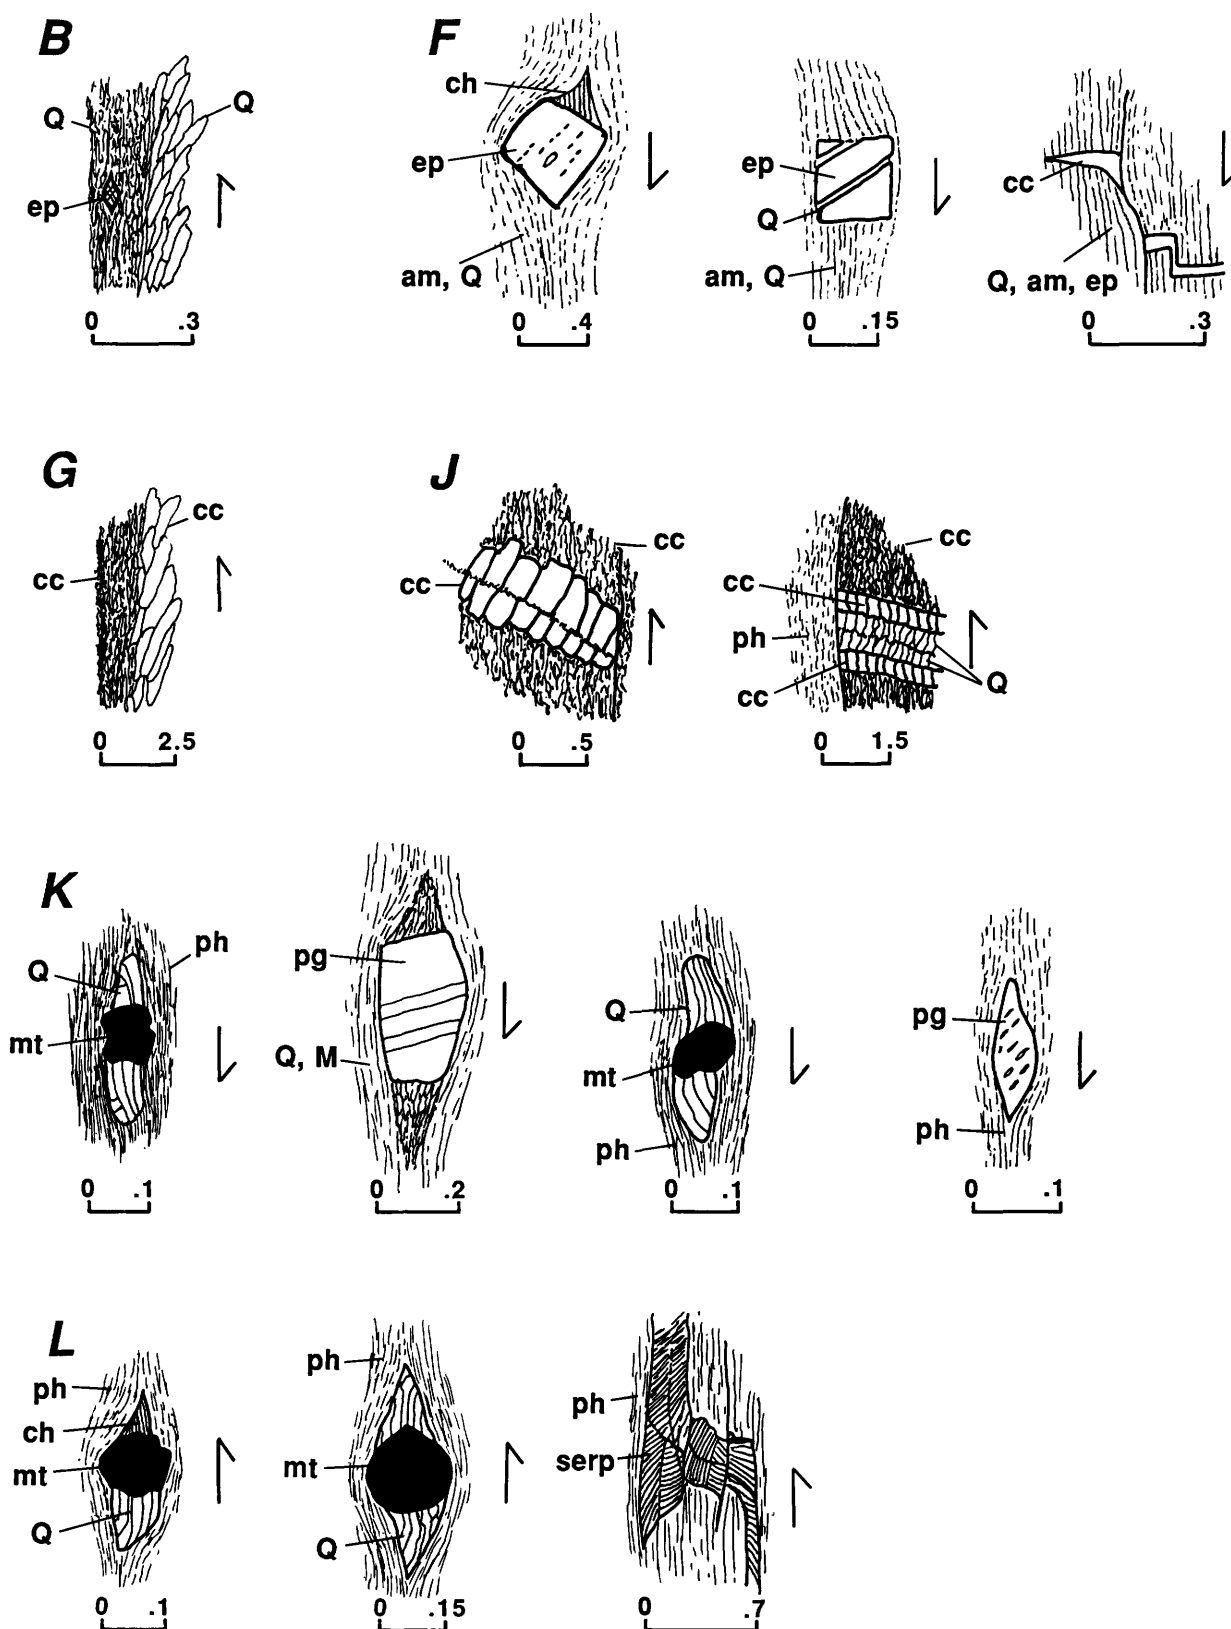 B
Q
Q
ep
0 .3
F
ch
ep
am, Q
0 .4
ep
Q
am, Q
0 .15
cc
Q, am, ep
0 .3
G
cc
cc
0 2.5
J
cc
cc
0 .5
cc
cc
ph
cc
Q
0 1.5
K
ph
Q
mt
0 .1
pg
Q, M
0 .2
Q
mt
ph
0 .1
pg
ph
0 .1
L
ph
ch
mt
Q
0 .1
ph
mt
Q
0 .15
ph
serp
0 .7